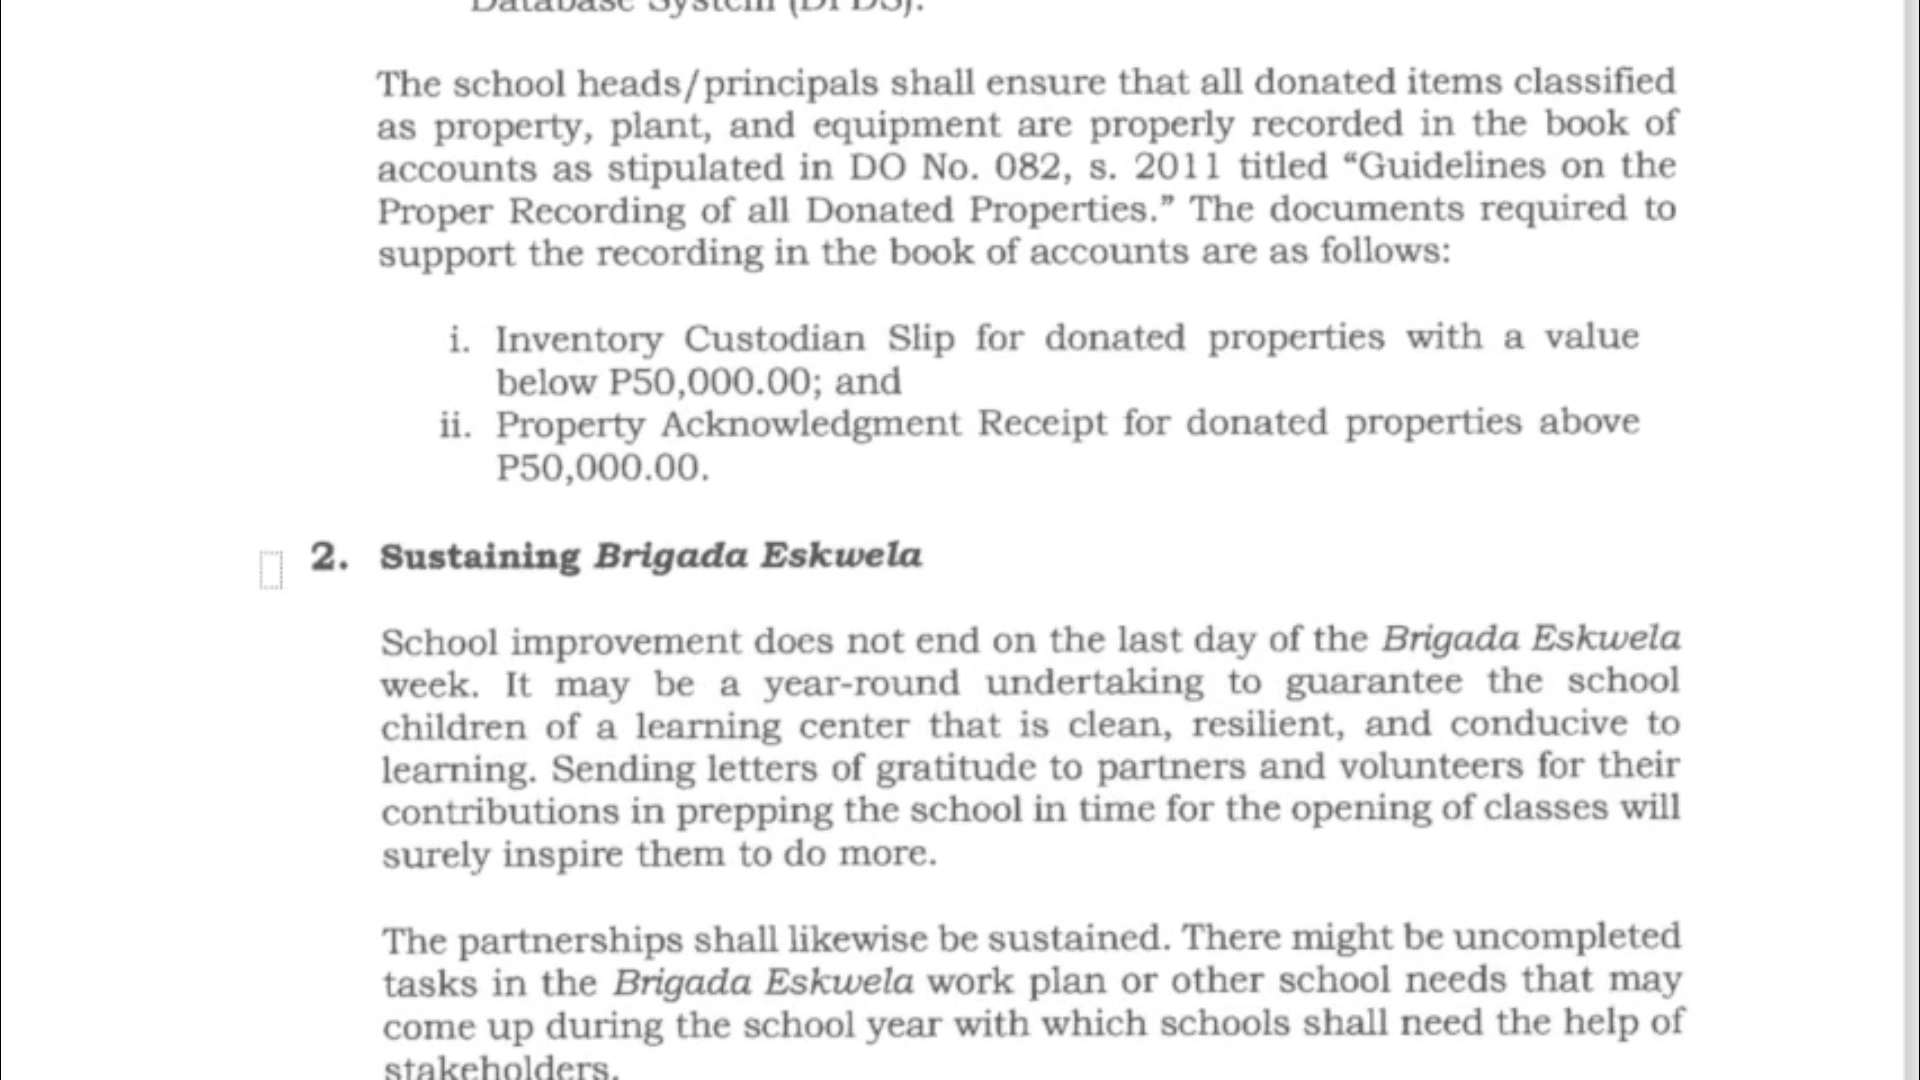 Database System (DPDS).
The school heads/principals shall ensure that all donated items classified
as property, plant, and equipment are properly recorded in the book of
accounts as stipulated in DO No. 082, s. 2011 titled “Guidelines on the
Proper Recording of all Donated Properties.” The documents required to
support the recording in the book of accounts are as follows:
i. Inventory Custodian Slip for donated properties with a value
below P50,000.00; and
ii. Property Acknowledgment Receipt for donated properties above
P50,000.00.
2. Sustaining Brigada Eskwela
School improvement does not end on the last day of the Brigada Eskwela
week. It may be a year-round undertaking to guarantee the school
children of a learning center that is clean, resilient, and conducive to
learning. Sending letters of gratitude to partners and volunteers for their
contributions in prepping the school in time for the opening of classes will
surely inspire them to do more.
The partnerships shall likewise be sustained. There might be uncompleted
tasks in the Brigada Eskwela work plan or other school needs that may
come up during the school year with which schools shall need the help of
stakeholders.